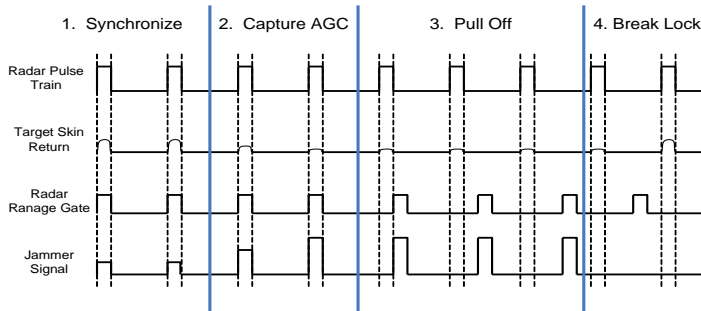 1. Synchronize
2. Capture AGC
3. Pull Off
4. Break Lock
Radar Pulse
Train
Target Skin
Return
Radar
Ranage Gate
Jammer
Signal